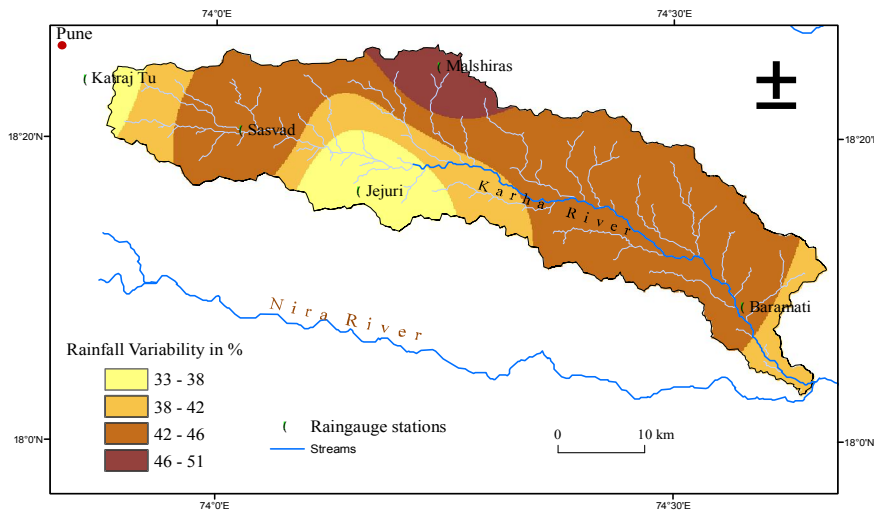 74°0'E 74°30'E
Pune
Katraj Tu
Malshiras
18°20'N 18°20'N
Sasvad
Jejuri
Karha River
Baramati
Nira River
Rainfall Variability in %
33 - 38
38 - 42
42 - 46
46 - 51
Raingauge stations
Streams
0 10 km
18°0'N 18°0'N
74°0'E 74°30'E